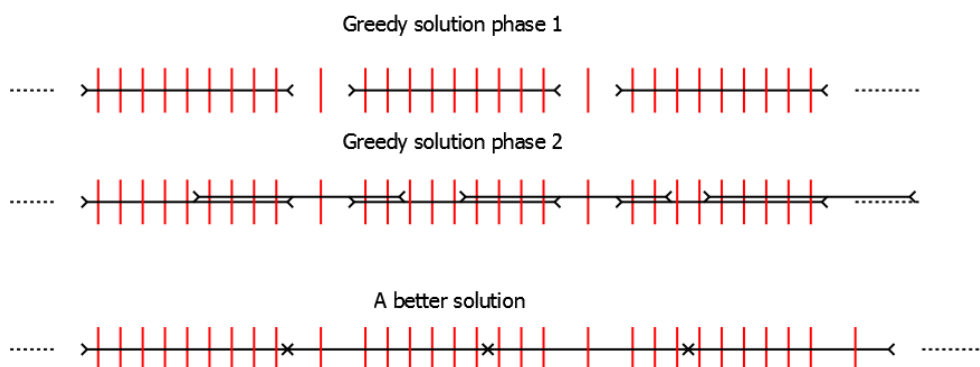 Greedy solution phase 1
Greedy solution phase 2
A better solution